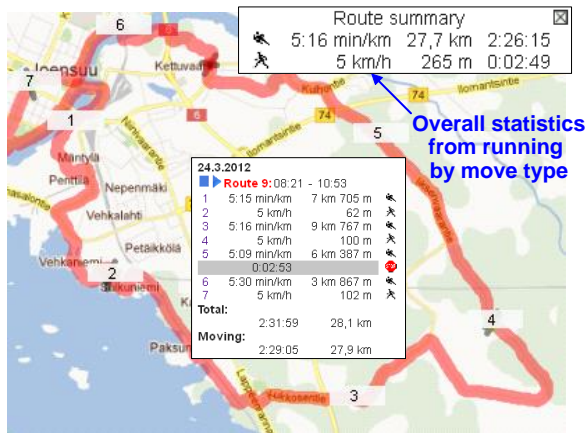 Route summary
5:16 min/km 27,7 km 2:26:15
5 km/h 265 m 0:02:49
Overall statistics
from running
by move type
6
6
Joensuu
Kettuvaara
7
1
6
74
Ilomantsintie
Kuhontie
74
Ilomantsintie
5
Niinivaarantie
Mäntylä
Penttilä
Nepenmäki
Vehkalahti
Petäikkölä
Vehkaniemi
2
4
3
24.3.2012
Route 9: 08:21 - 10:53
1 5:15 min/km 7 km 705 m
2 5 km/h 62 m
3 5:16 min/km 9 km 767 m
4 5 km/h 100 m
5 5:09 min/km 6 km 387 m
0:02:53
6 5:30 min/km 3 km 867 m
7 5 km/h 102 m
Total:
2:31:59 28,1 km
Moving:
2:29:05 27,9 km